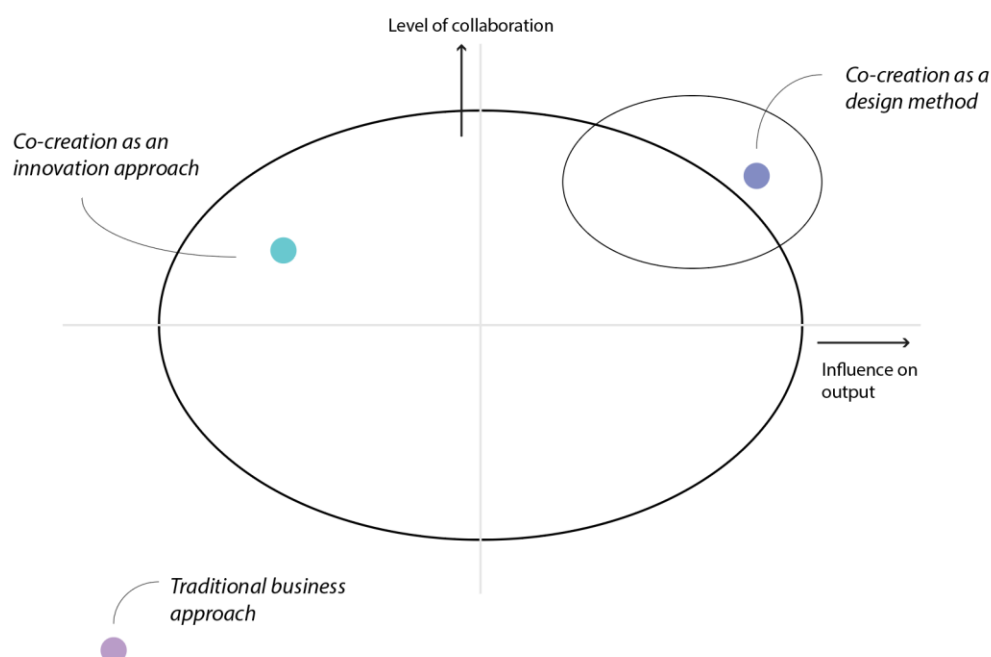 Level of collaboration
Co-creation as a
design method
Co-creation as an
innovation approach
Influence on
output
Traditional business
approach